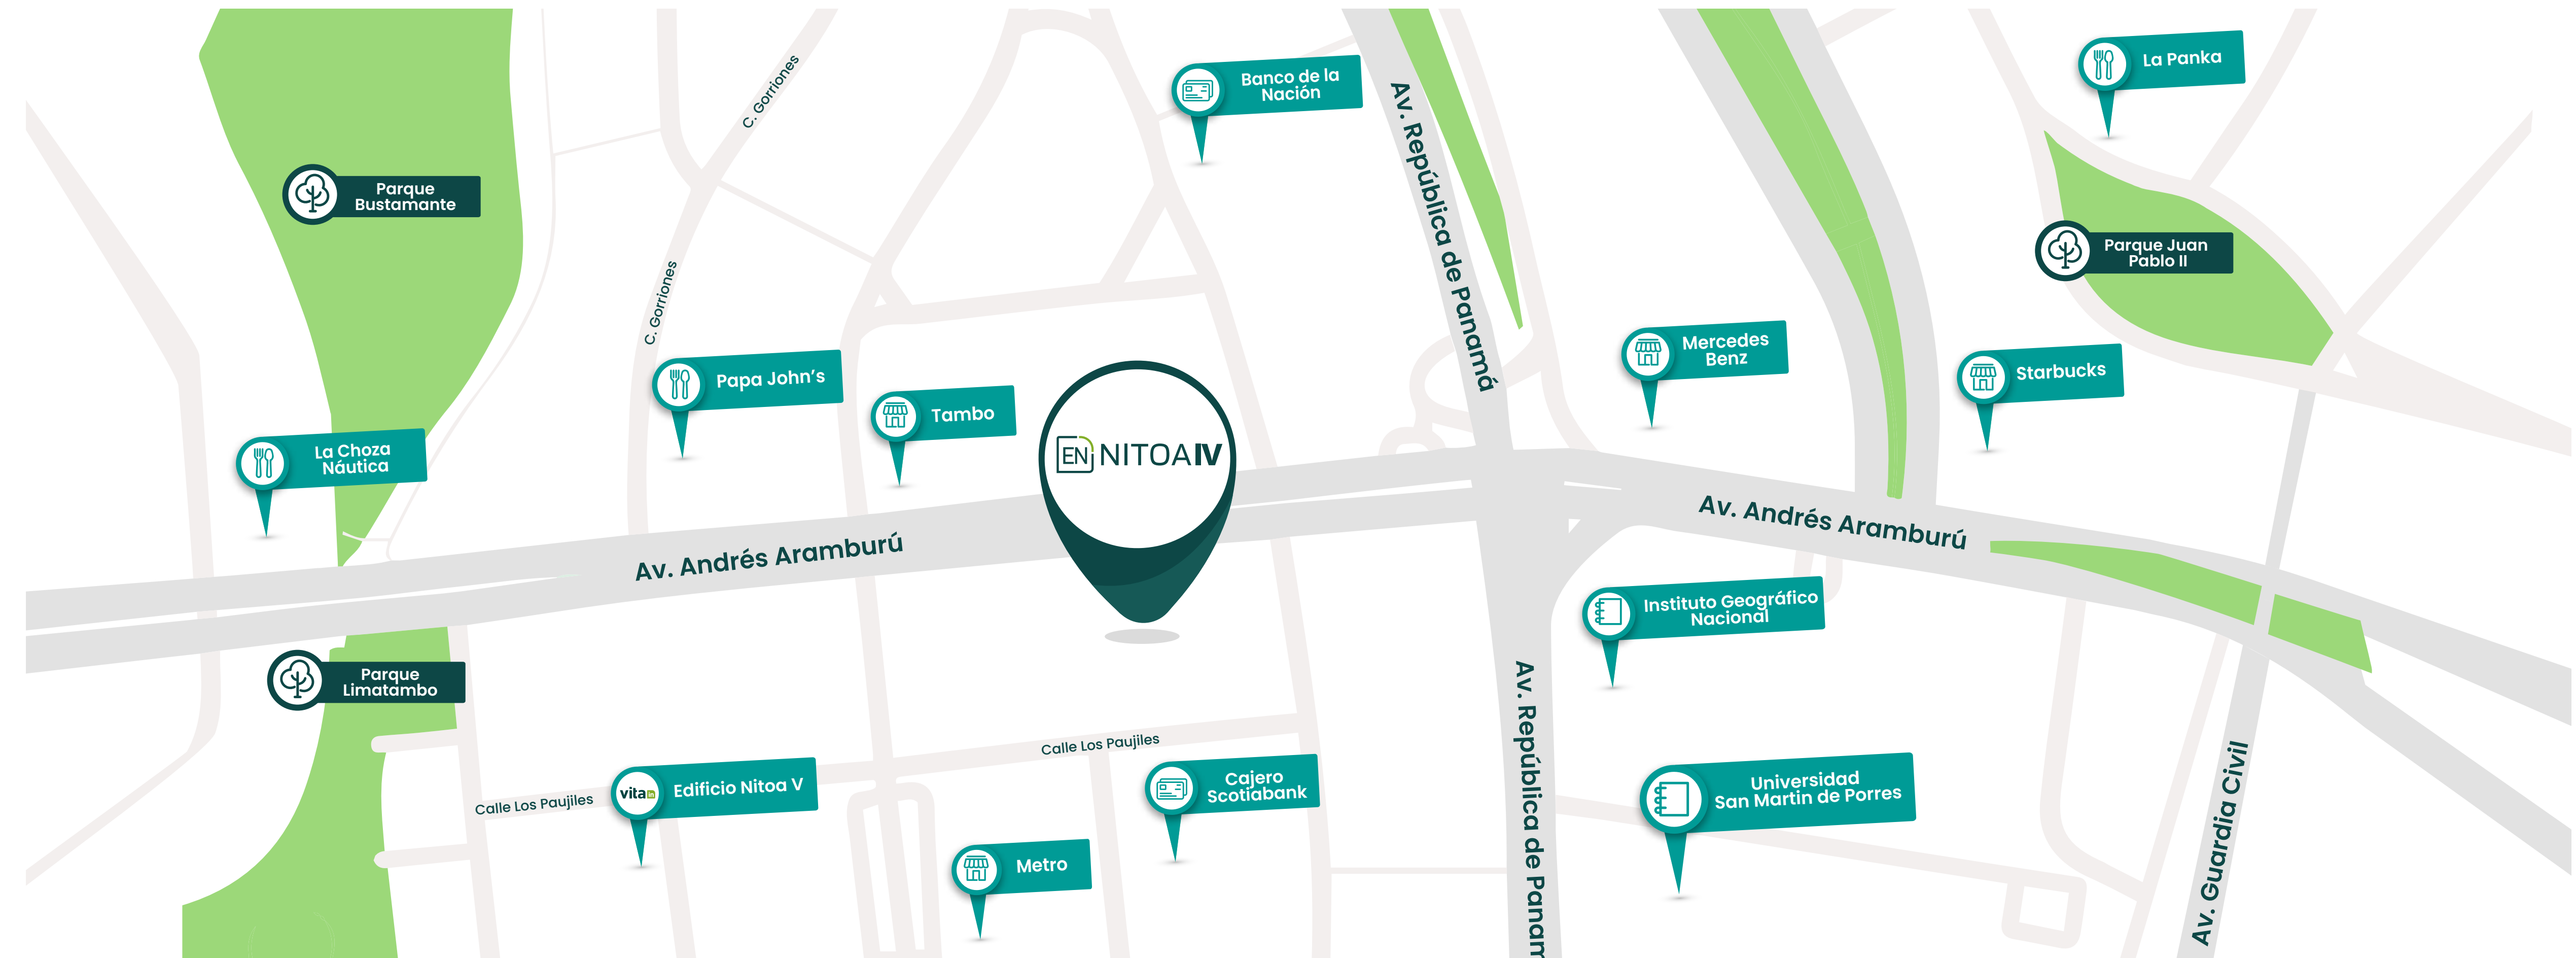 La Panka
Banco de la
Nación
C. Gorriones
Av. República de Panamá
Parque
Bustamante
Parque Juan
Pablo II
C. Gorriones
Mercedes
Benz
Starbucks
Papa John's
Tambo
EN NITOA IV
La Choza
Náutica
Av. Andrés Aramburú
Av. Andrés Aramburú
Instituto Geográfico
Nacional
Parque
Limatambo
Calle Los Paujiles
Av. República de Panam
Av. Guardia Civil
Cajero
Scotiabank
Universidad
San Martin de Porres
vita in
Edificio Nitoa V
Calle Los Paujiles
Metro